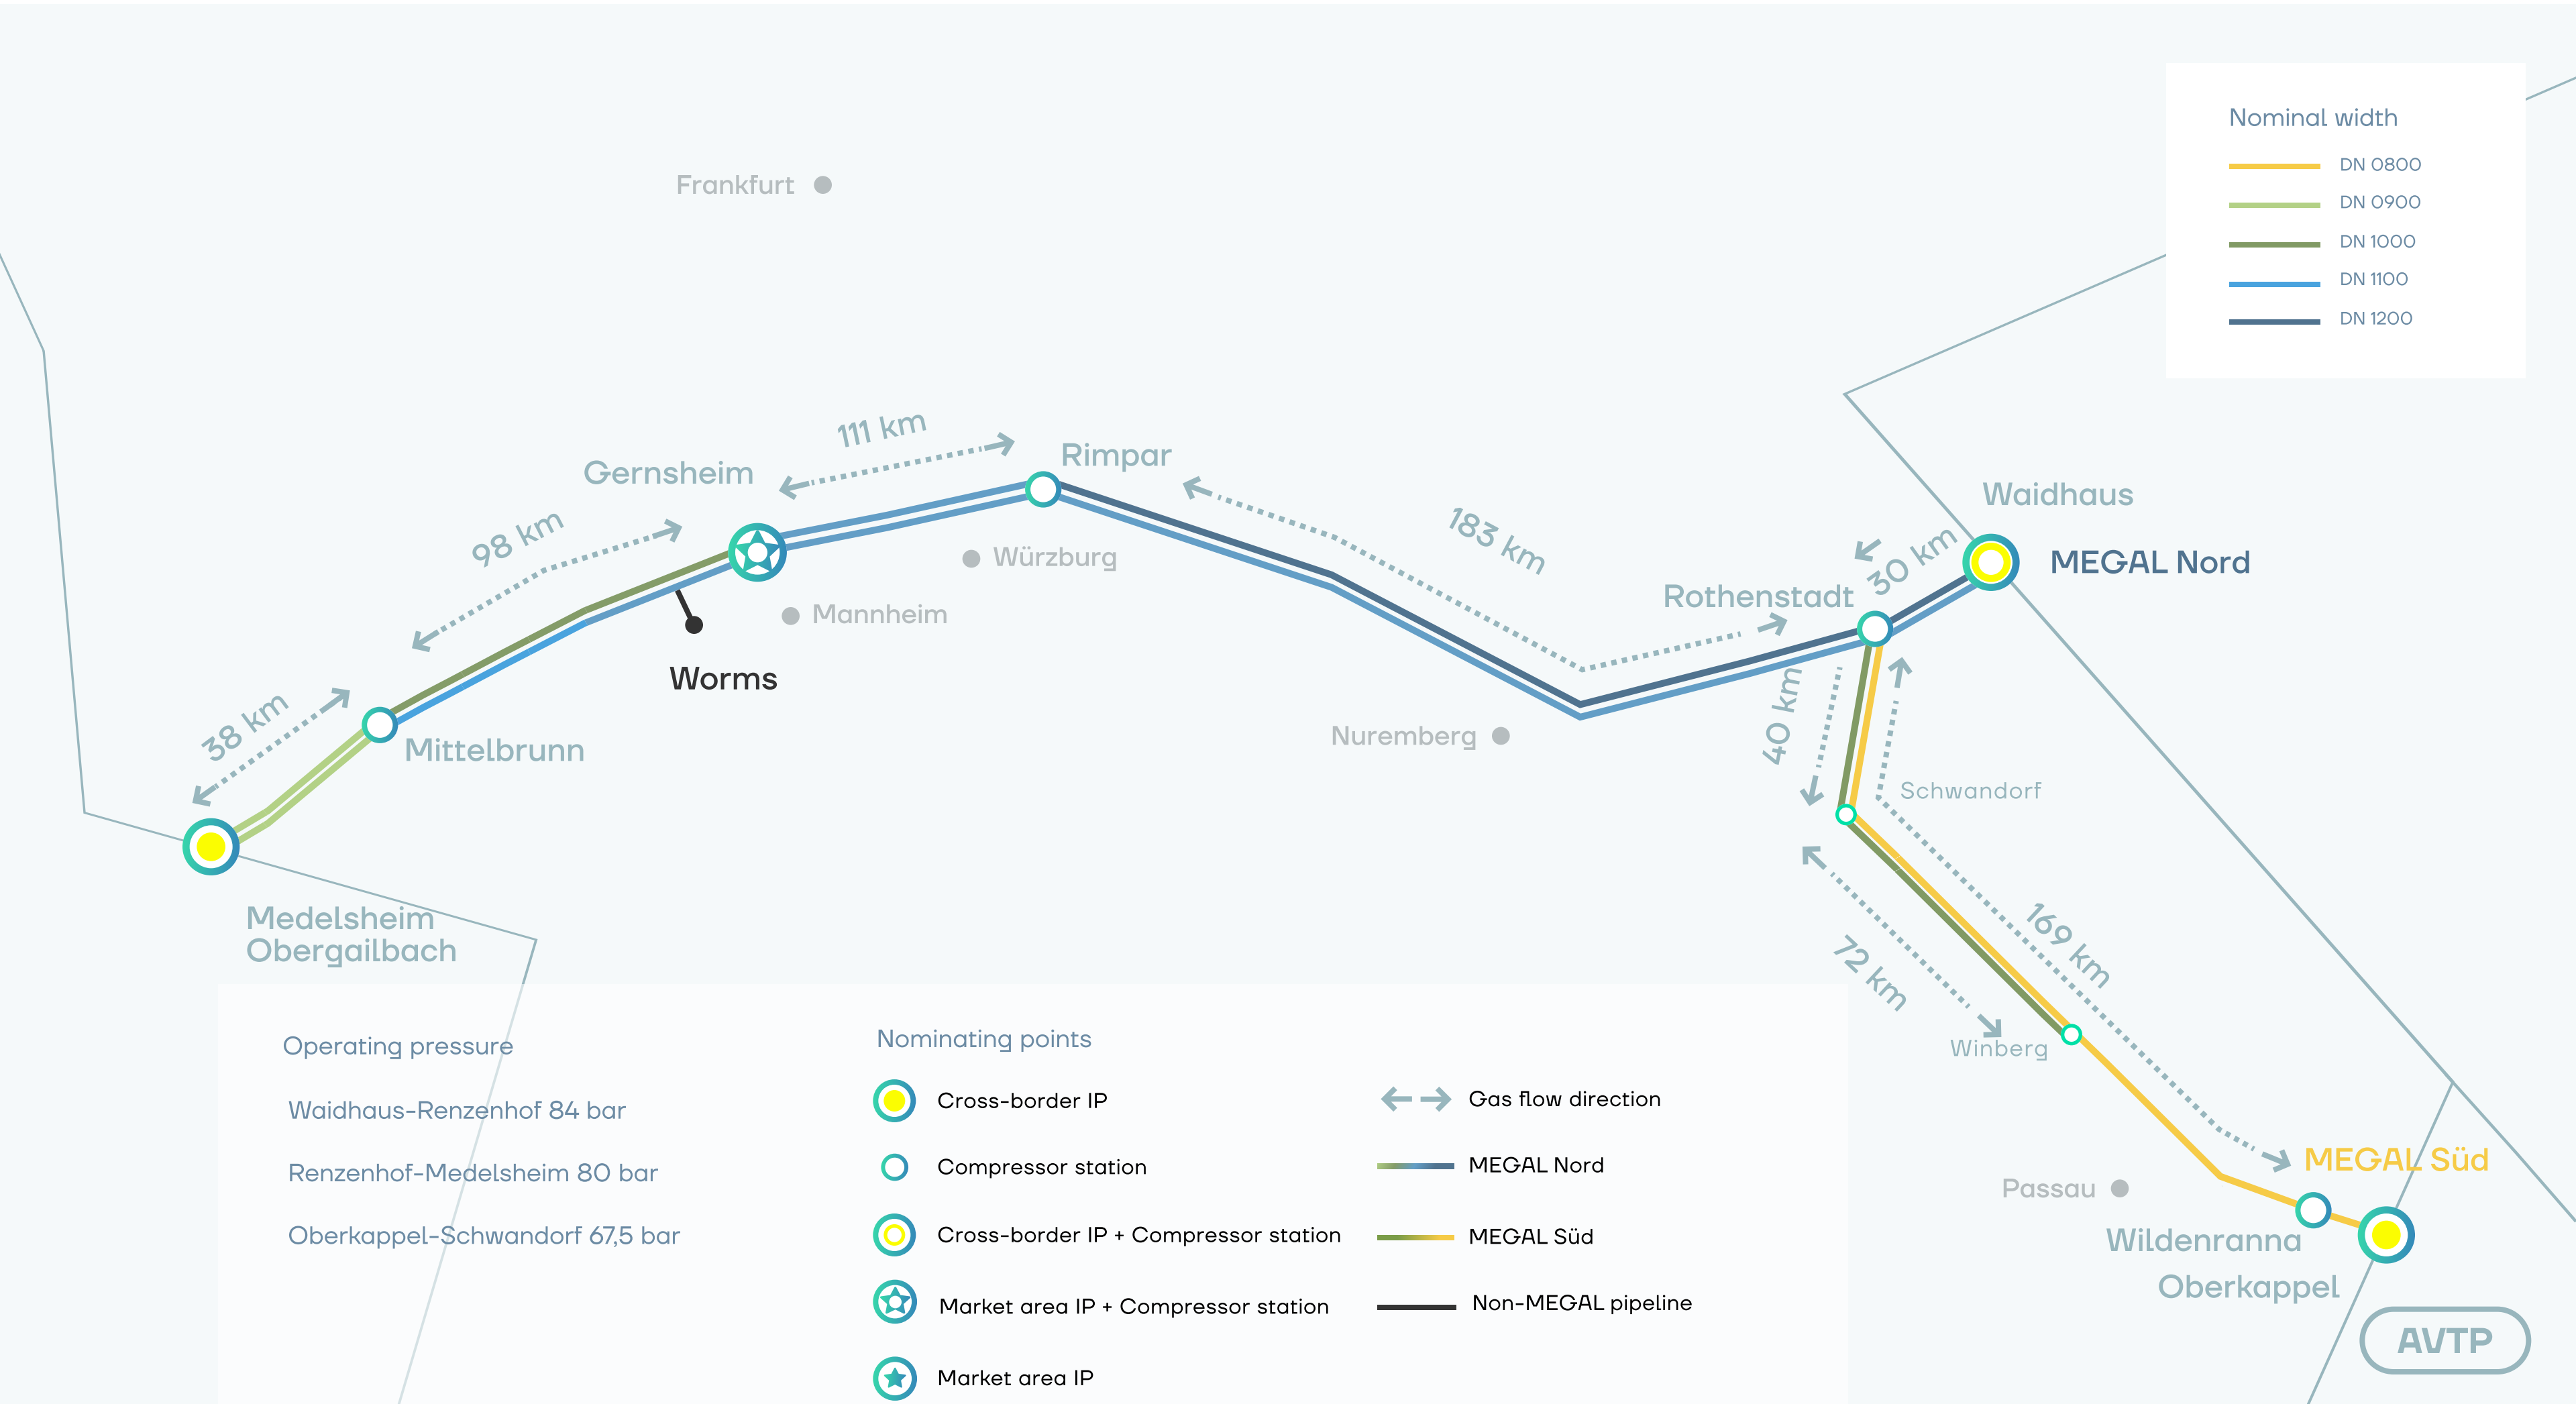 Nominal width
DN 0800
DN 0900
DN 1000
DN 1100
DN 1200
Frankfurt
111 km
Rimpar
Gernsheim
98 km
183 km
Waidhaus
30 km
MEGAL Nord
Würzburg
Rothenstadt
Mannheim
Worms
38 km
Mittelbrunn
Nuremberg
40 km
Schwandorf
Medelsheim
Obergailbach
169 km
72 km
Winberg
MEGAL Süd
Passau
Wildenranna
Oberkappel
AVTP
Operating pressure
Waidhaus-Renzenhof 84 bar
Renzenhof-Medelsheim 80 bar
Oberkappel-Schwandorf 67,5 bar
Nominating points
Cross-border IP
Compressor station
Cross-border IP + Compressor station
Market area IP + Compressor station
Market area IP
Gas flow direction
MEGAL Nord
MEGAL Süd
Non-MEGAL pipeline